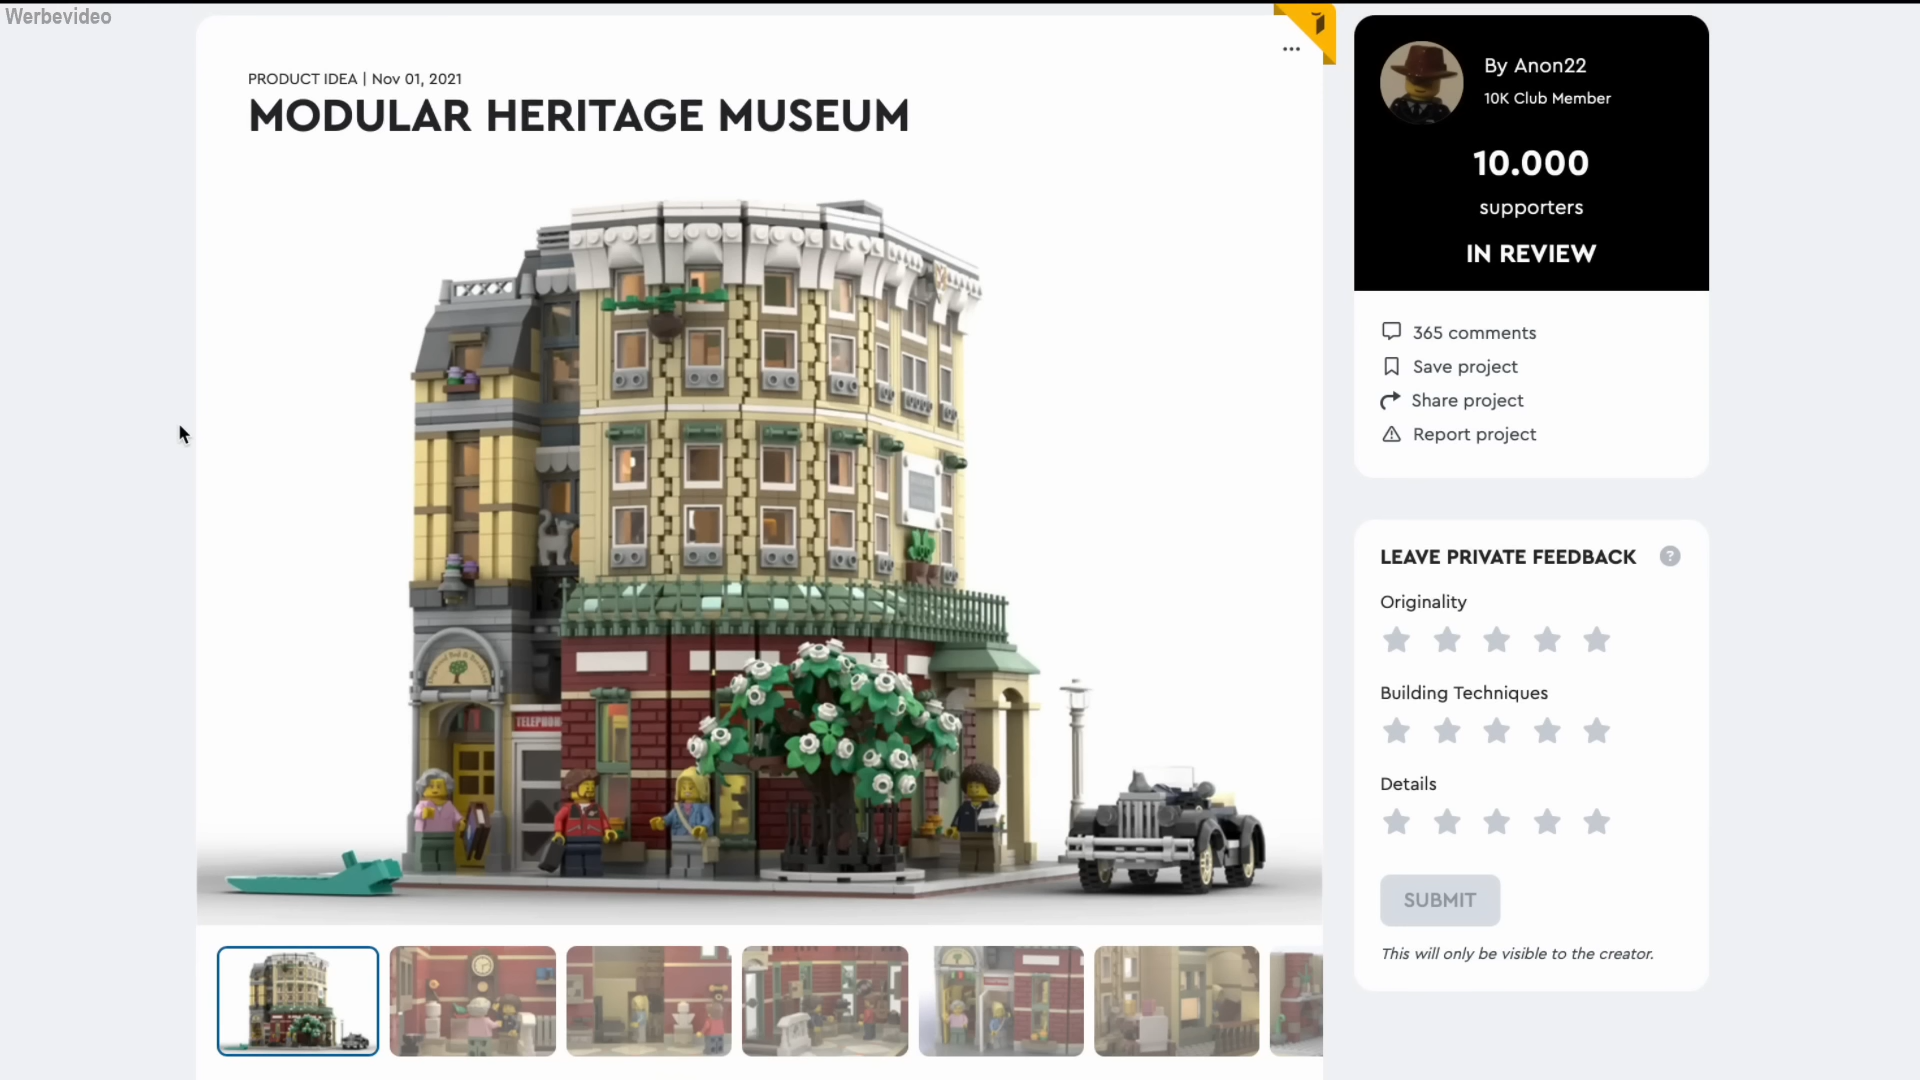 Werbevideo
PRODUCT IDEA | Nov 01, 2021
MODULAR HERITAGE MUSEUM
TELEPHON
By Anon22
10K Club Member
10.000
supporters
IN REVIEW
365 comments
Save project
Share project
Report project
LEAVE PRIVATE FEEDBACK ?
Originality
Building Techniques
Details
SUBMIT
This will only be visible to the creator.